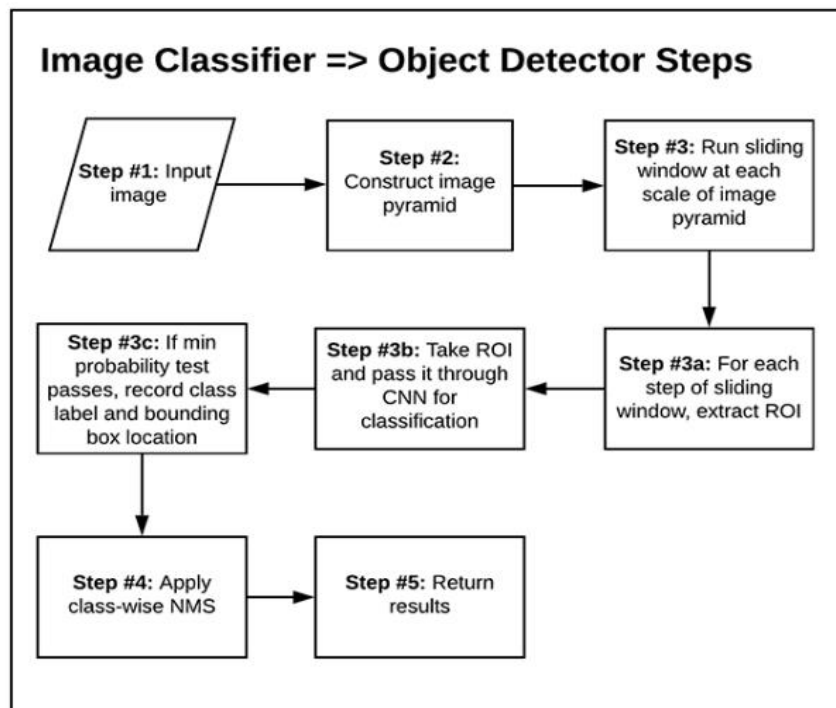 Image Classifier => Object Detector Steps
Step #1: Input
image
Step #2:
Construct image
pyramid
Step #3: Run sliding
window at each
scale of image
pyramid
Step #3a: For each
step of sliding
window, extract ROI
Step #3b: Take ROI
and pass it through
CNN for
classification
Step #3c: If min
probability test
passes, record class
label and bounding
box location
Step #4: Apply
class-wise NMS
Step #5: Return
results